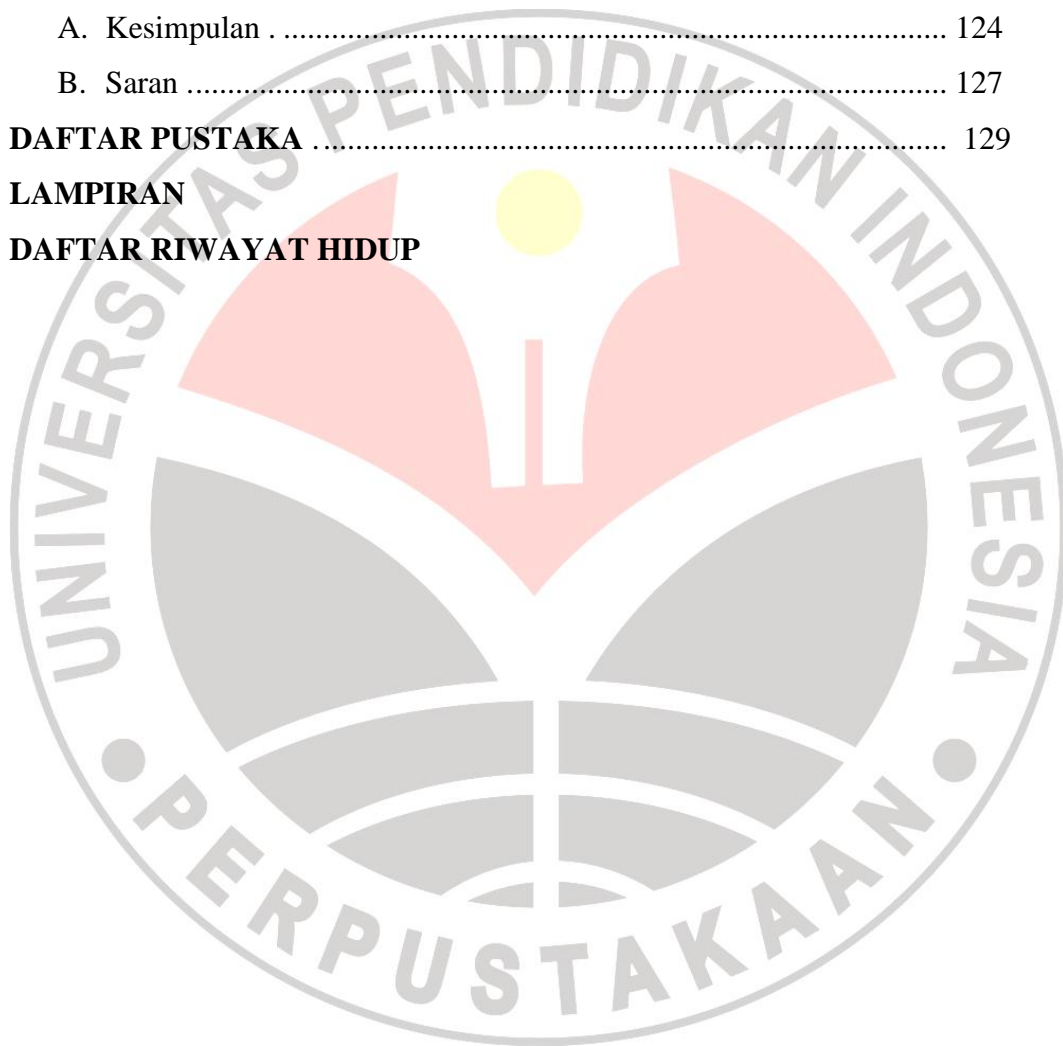 A. Kesimpulan . .................................................................................. 124
B. Saran .............................................................................................. 127
DAFTAR PUSTAKA . ............................................................................ 129
LAMPIRAN
DAFTAR RIWAYAT HIDUP
UNIVERSITAS PENDIDIKAN INDONESIA
PERPUSTAKAAN